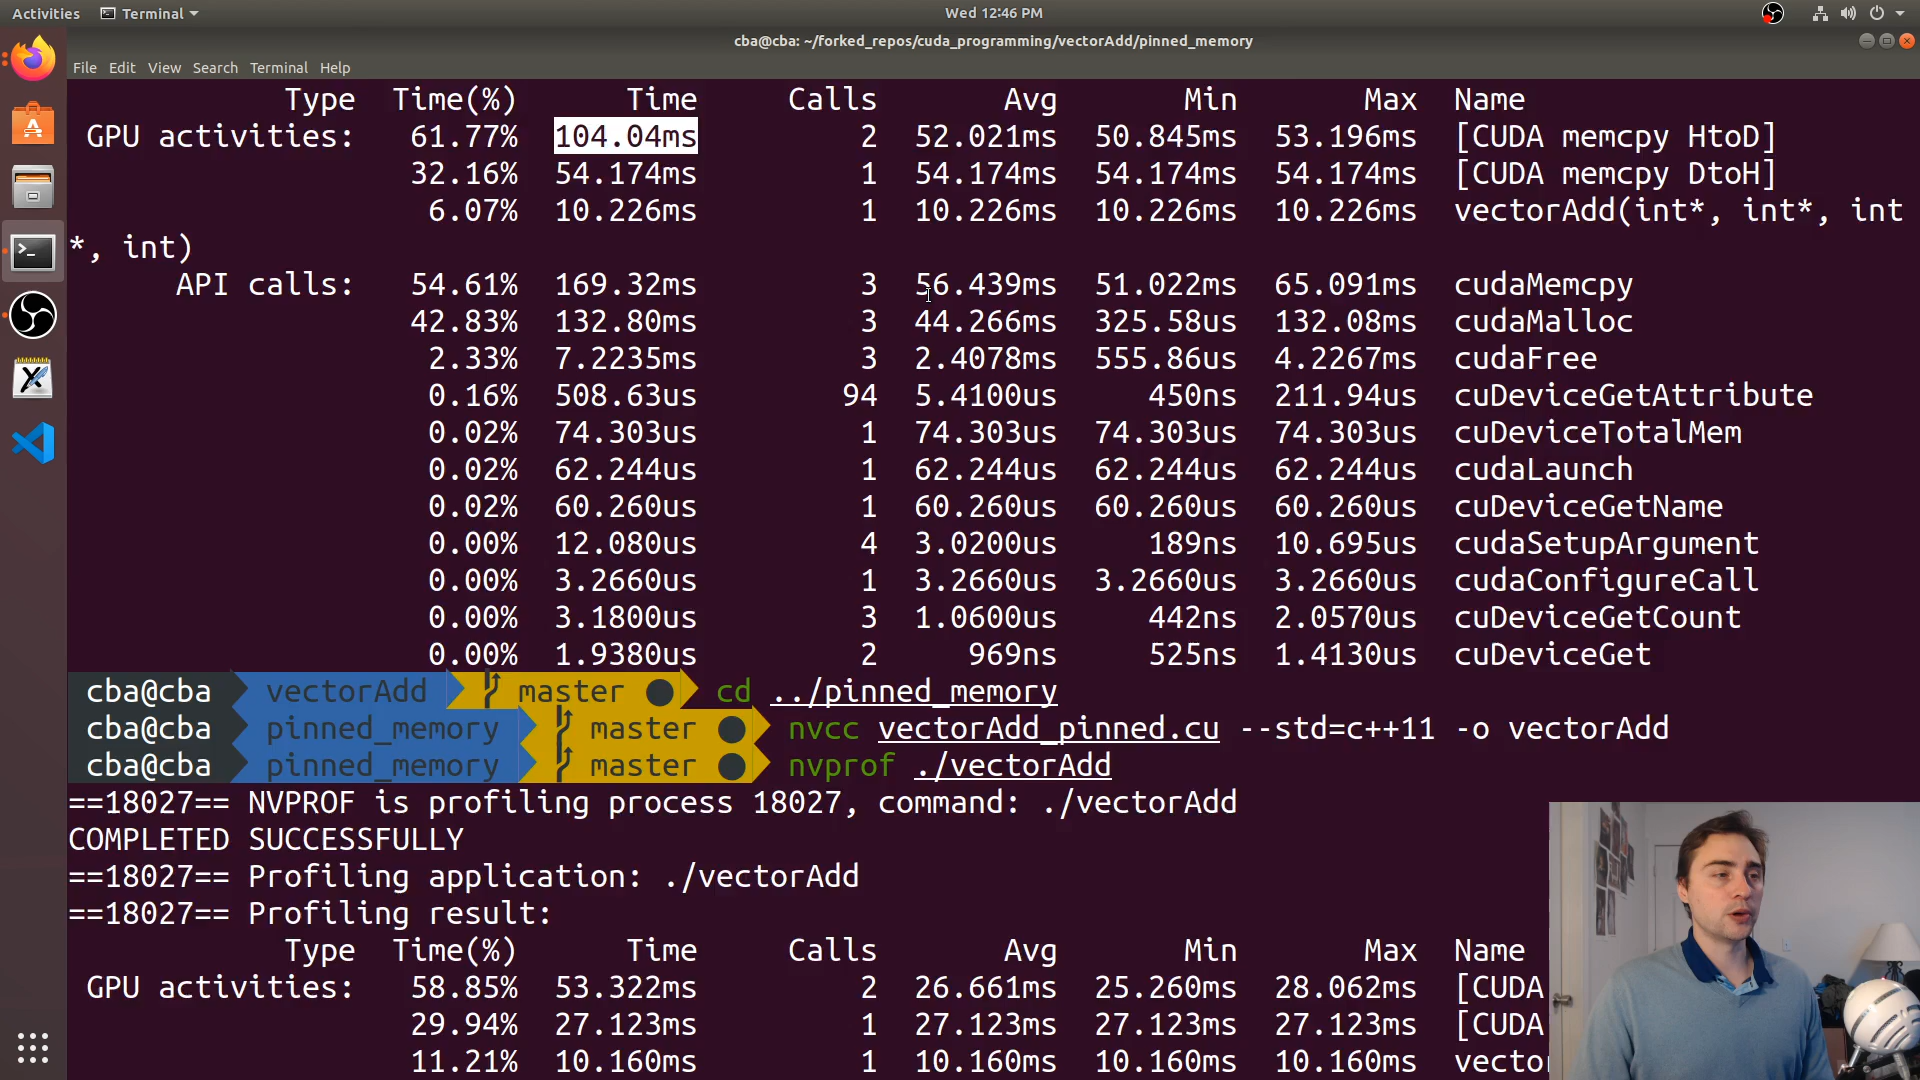 Activities Terminal Wed 12:46 PM
cba@cba: ~/forked_repos/cuda_programming/vectorAdd/pinned_memory
File Edit View Search Terminal Help
Type Time(%) Time Calls Avg Min Max Name
GPU activities: 61.77% 104.04ms 2 52.021ms 50.845ms 53.196ms [CUDA memcpy HtoD]
32.16% 54.174ms 1 54.174ms 54.174ms 54.174ms [CUDA memcpy DtoH]
6.07% 10.226ms 1 10.226ms 10.226ms 10.226ms vectorAdd(int*, int*, int
*, int)
API calls: 54.61% 169.32ms 3 56.439ms 51.022ms 65.091ms cudaMemcpy
42.83% 132.80ms 3 44.266ms 325.58us 132.08ms cudaMalloc
2.33% 7.2235ms 3 2.4078ms 555.86us 4.2267ms cudaFree
0.16% 508.63us 94 5.4100us 450ns 211.94us cuDeviceGetAttribute
0.02% 74.303us 1 74.303us 74.303us 74.303us cuDeviceTotalMem
0.02% 62.244us 1 62.244us 62.244us 62.244us cudaLaunch
0.02% 60.260us 1 60.260us 60.260us 60.260us cuDeviceGetName
0.00% 12.080us 4 3.0200us 189ns 10.695us cudaSetupArgument
0.00% 3.2660us 1 3.2660us 3.2660us 3.2660us cudaConfigureCall
0.00% 3.1800us 3 1.0600us 442ns 2.0570us cuDeviceGetCount
0.00% 1.9380us 2 969ns 525ns 1.4130us cuDeviceGet
cba@cba vectorAdd master cd ../pinned_memory
cba@cba pinned_memory master nvcc vectorAdd_pinned.cu --std=c++11 -o vectorAdd
cba@cba pinned_memory master nvprof ./vectorAdd
==18027== NVPROF is profiling process 18027, command: ./vectorAdd
COMPLETED SUCCESSFULLY
==18027== Profiling application: ./vectorAdd
==18027== Profiling result:
Type Time(%) Time Calls Avg Min Max Name
GPU activities: 58.85% 53.322ms 2 26.661ms 25.260ms 28.062ms [CUDA
29.94% 27.123ms 1 27.123ms 27.123ms 27.123ms [CUDA
11.21% 10.160ms 1 10.160ms 10.160ms 10.160ms vecto